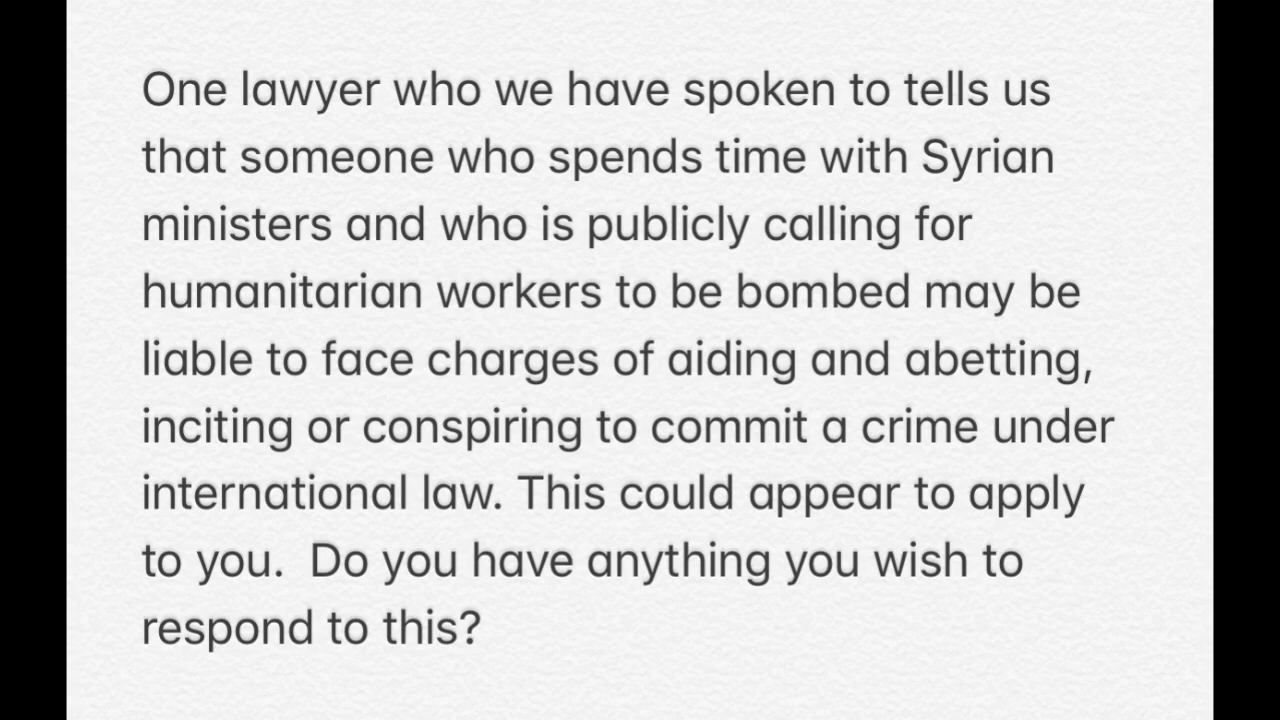 One lawyer who we have spoken to tells us
that someone who spends time with Syrian
ministers and who is publicly calling for
humanitarian workers to be bombed may be
liable to face charges of aiding and abetting,
inciting or conspiring to commit a crime under
international law. This could appear to apply
to you.  Do you have anything you wish to
respond to this?